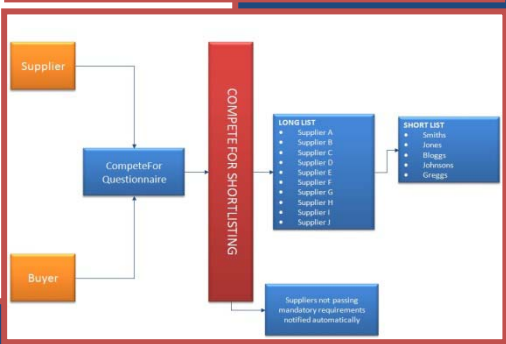 Supplier
CompeteFor
Questionnaire
Buyer
COMPETE FOR SHORTLISTING
LONG LIST
• Supplier A
• Supplier B
• Supplier C
• Supplier D
• Supplier E
• Supplier F
• Supplier G
• Supplier H
• Supplier I
• Supplier J
SHORT LIST
• Smiths
• Jones
• Bloggs
• Johnsons
• Greggs
Suppliers not passing
mandatory requirements
notified automatically